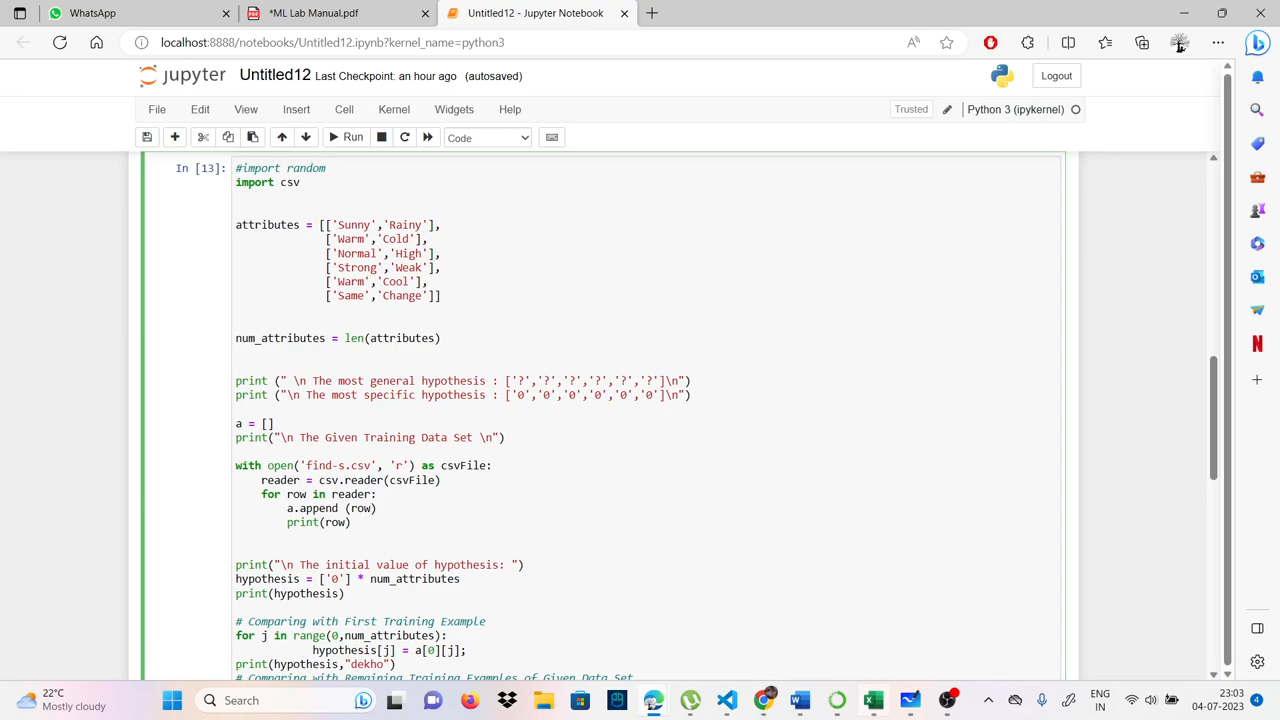 WhatsApp
*ML Lab Manual.pdf
Untitled12 - Jupyter Notebook
localhost:8888/notebooks/Untitled12.ipynb?kernel_name=python3
jupyter Untitled12 Last Checkpoint: an hour ago (autosaved)
Logout
File Edit View Insert Cell Kernel Widgets Help
Trusted
Python 3 (ipykernel)
Run
Code
In [13]:
#import random
import csv
attributes = [['Sunny','Rainy'],
['Warm','Cold'],
['Normal','High'],
['Strong','Weak'],
['Warm','Cool'],
['Same','Change']]
num_attributes = len(attributes)
print (" \n The most general hypothesis : ['?','?','?','?','?','?']\n")
print ("\n The most specific hypothesis : ['0','0','0','0','0','0']\n")
a = []
print("\n The Given Training Data Set \n")
with open('find-s.csv', 'r') as csvFile:
reader = csv.reader(csvFile)
for row in reader:
a.append (row)
print(row)
print("\n The initial value of hypothesis: ")
hypothesis = ['0'] * num_attributes
print(hypothesis)
# Comparing with First Training Example
for j in range(0,num_attributes):
hypothesis[j] = a[0][j];
print(hypothesis,"dekho")
# Comparing with Remaining Training Examples of Given Data Set
22°C
Mostly cloudy
Search
ENG
IN
23:03
04-07-2023
4